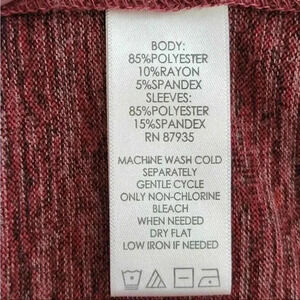 BODY:
85%POLYESTER
10%RAYON
5%SPANDEX
SLEEVES:
85%POLYESTER
15%SPANDEX
RN 87935
MACHINE WASH COLD
SEPARATELY
GENTLE CYCLE
ONLY NON-CHLORINE
BLEACH
WHEN NEEDED
DRY FLAT
LOW IRON IF NEEDED